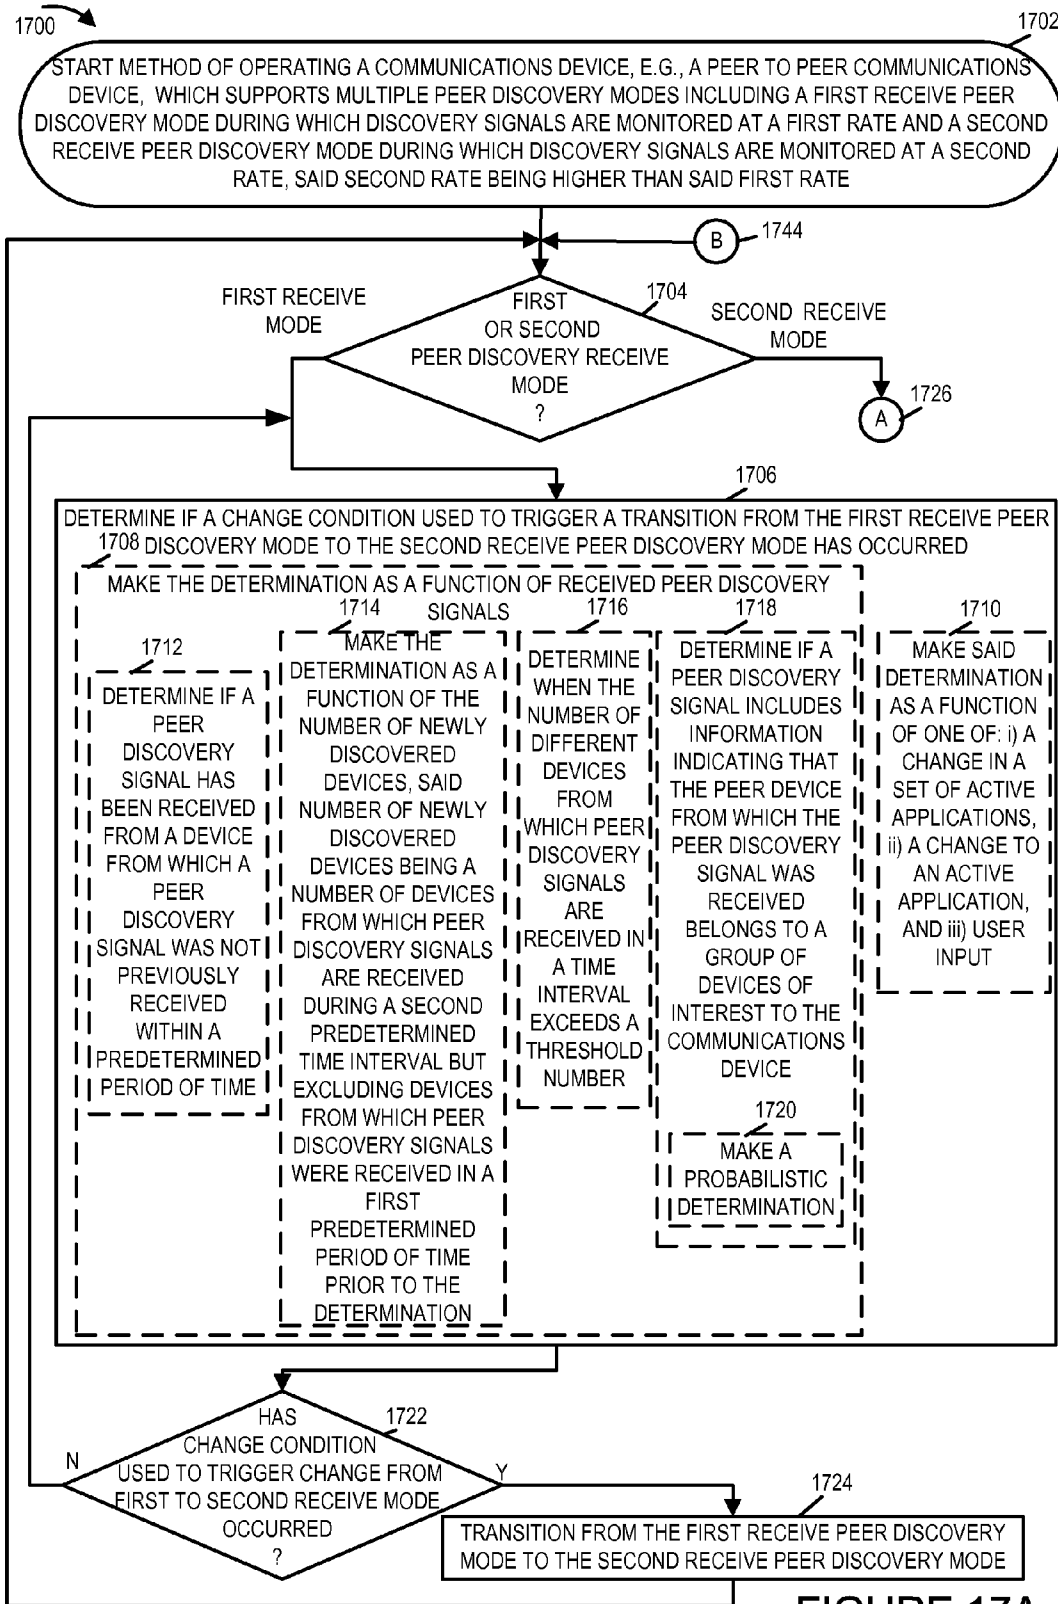 1700
1702
START METHOD OF OPERATING A COMMUNICATIONS DEVICE, E.G., A PEER TO PEER COMMUNICATIONS
DEVICE, WHICH SUPPORTS MULTIPLE PEER DISCOVERY MODES INCLUDING A FIRST RECEIVE PEER
DISCOVERY MODE DURING WHICH DISCOVERY SIGNALS ARE MONITORED AT A FIRST RATE AND A SECOND
RECEIVE PEER DISCOVERY MODE DURING WHICH DISCOVERY SIGNALS ARE MONITORED AT A SECOND
RATE, SAID SECOND RATE BEING HIGHER THAN SAID FIRST RATE
B
1744
FIRST RECEIVE
MODE
1704
FIRST
OR SECOND
PEER DISCOVERY RECEIVE
MODE
?
SECOND RECEIVE
MODE
A
1726
1706
DETERMINE IF A CHANGE CONDITION USED TO TRIGGER A TRANSITION FROM THE FIRST RECEIVE PEER
DISCOVERY MODE TO THE SECOND RECEIVE PEER DISCOVERY MODE HAS OCCURRED
1708
MAKE THE DETERMINATION AS A FUNCTION OF RECEIVED PEER DISCOVERY
SIGNALS
1712
DETERMINE IF A
PEER
DISCOVERY
SIGNAL HAS
BEEN RECEIVED
FROM A DEVICE
FROM WHICH A
PEER
DISCOVERY
SIGNAL WAS NOT
PREVIOUSLY
RECEIVED
WITHIN A
PREDETERMINED
PERIOD OF TIME
1714
MAKE THE
DETERMINATION AS A
FUNCTION OF THE
NUMBER OF NEWLY
DISCOVERED
DEVICES, SAID
NUMBER OF NEWLY
DISCOVERED
DEVICES BEING A
NUMBER OF DEVICES
FROM WHICH PEER
DISCOVERY SIGNALS
ARE RECEIVED
DURING A SECOND
PREDETERMINED
TIME INTERVAL BUT
EXCLUDING DEVICES
FROM WHICH PEER
DISCOVERY SIGNALS
WERE RECEIVED IN A
FIRST
PREDETERMINED
PERIOD OF TIME
PRIOR TO THE
DETERMINATION
1716
DETERMINE
WHEN THE
NUMBER OF
DIFFERENT
DEVICES
FROM
WHICH PEER
DISCOVERY
SIGNALS
ARE
RECEIVED IN
A TIME
INTERVAL
EXCEEDS A
THRESHOLD
NUMBER
1718
DETERMINE IF A
PEER DISCOVERY
SIGNAL INCLUDES
INFORMATION
INDICATING THAT
THE PEER DEVICE
FROM WHICH THE
PEER DISCOVERY
SIGNAL WAS
RECEIVED
BELONGS TO A
GROUP OF
DEVICES OF
INTEREST TO THE
COMMUNICATIONS
DEVICE
1720
MAKE A
PROBABILISTIC
DETERMINATION
1710
MAKE SAID
DETERMINATION
AS A FUNCTION
OF ONE OF: i) A
CHANGE IN A
SET OF ACTIVE
APPLICATIONS,
ii) A CHANGE TO
AN ACTIVE
APPLICATION,
AND iii) USER
INPUT
1722
HAS
CHANGE CONDITION
USED TO TRIGGER CHANGE FROM
FIRST TO SECOND RECEIVE MODE
OCCURRED
?
N
Y
1724
TRANSITION FROM THE FIRST RECEIVE PEER DISCOVERY
MODE TO THE SECOND RECEIVE PEER DISCOVERY MODE
FIGURE 17A